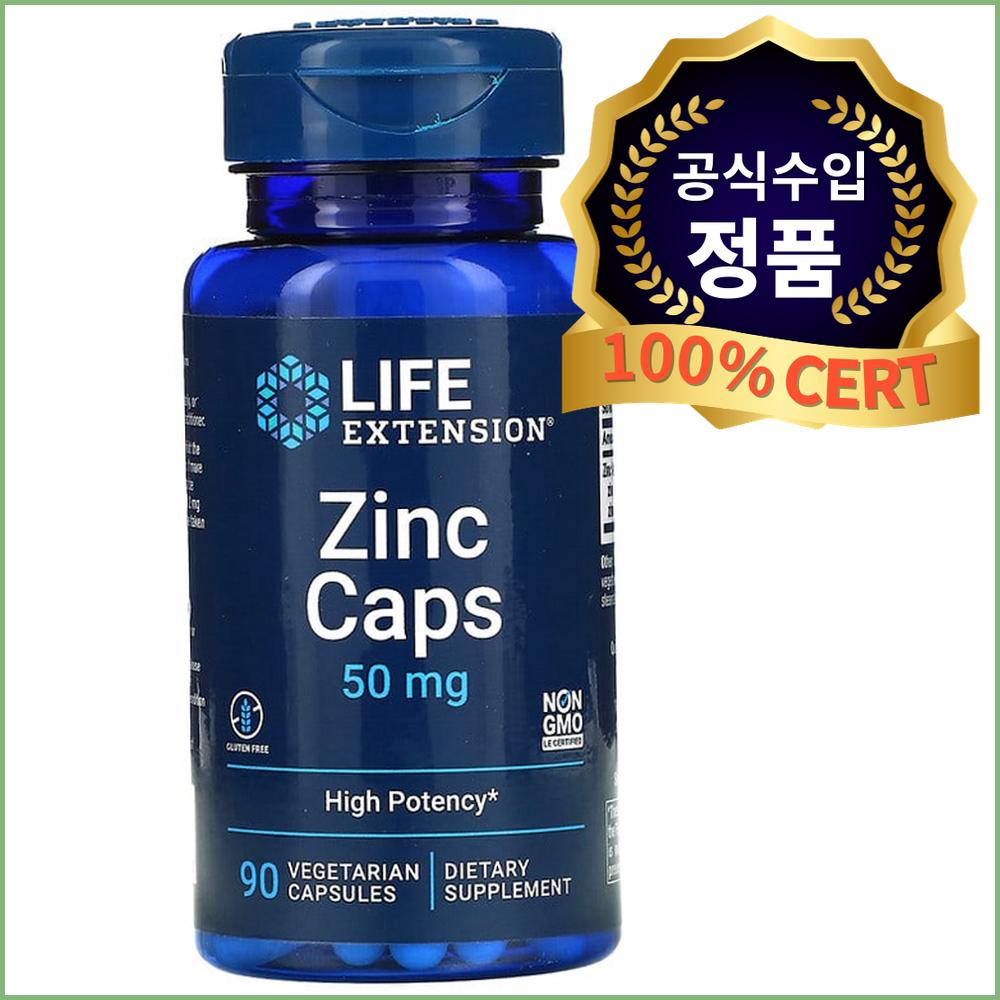 공식수입
정품
100% CERT
LIFE
EXTENSION®
Zinc
Caps
50 mg
GLUTEN FREE
NON
GMO
LE CERTIFIED
High Potency*
90 VEGETARIAN
CAPSULES
DIETARY
SUPPLEMENT